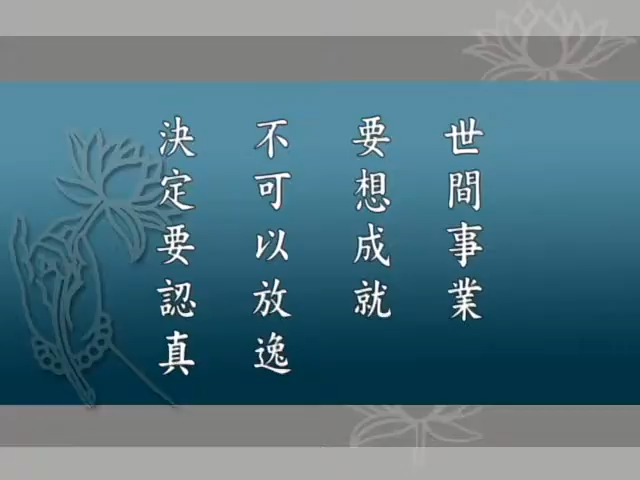 世間事業
要想成就
不可以放逸
決定要認真